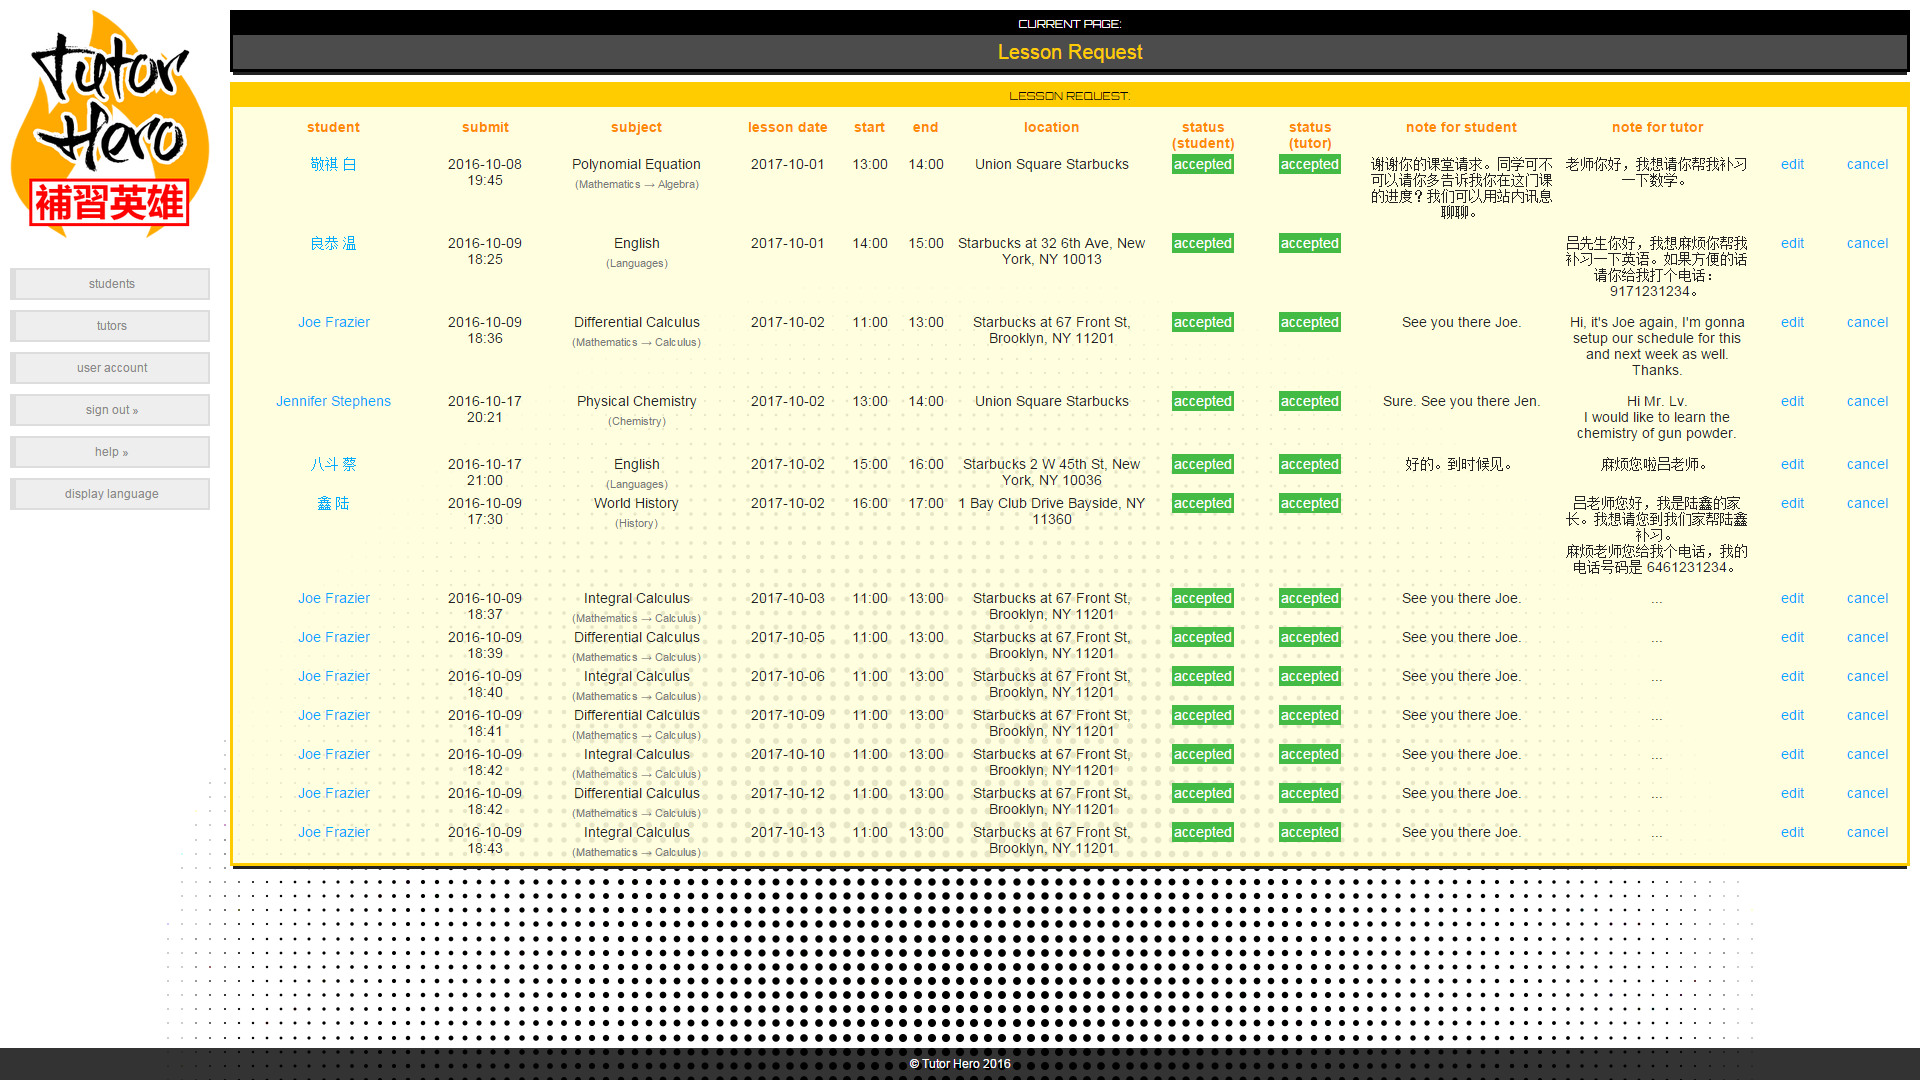 Tutor
Hero
補習英雄
students
tutors
user account
sign out »
help »
display language
CURRENT PAGE:
Lesson Request
LESSON REQUEST.
student submit subject lesson date start end location status (student) status (tutor) note for student note for tutor
敬祺 白 2016-10-08 Polynomial Equation 2017-10-01 13:00 14:00 Union Square Starbucks accepted accepted 谢谢你的课堂请求。同学可不 老师你好，我想请你帮我补习 edit cancel
19:45 (Mathematics → Algebra) 可以请你多告诉我你在这门课 一下数学。
的进度？我们可以用站内讯息
聊聊。
良恭 温 2016-10-09 English 2017-10-01 14:00 15:00 Starbucks at 32 6th Ave, New accepted accepted 吕先生你好，我想麻烦你帮我 edit cancel
18:25 (Languages) York, NY 10013 补习一下英语。如果方便的话
请你给我打个电话：
9171231234。
Joe Frazier 2016-10-09 Differential Calculus 2017-10-02 11:00 13:00 Starbucks at 67 Front St, accepted accepted See you there Joe. Hi, it's Joe again, I'm gonna edit cancel
18:36 (Mathematics → Calculus) Brooklyn, NY 11201 setup our schedule for this
and next week as well.
Thanks.
Jennifer Stephens 2016-10-17 Physical Chemistry 2017-10-02 13:00 14:00 Union Square Starbucks accepted accepted Sure. See you there Jen. Hi Mr. Lv. edit cancel
20:21 (Chemistry) I would like to learn the
chemistry of gun powder.
八斗 蔡 2016-10-17 English 2017-10-02 15:00 16:00 Starbucks 2 W 45th St, New accepted accepted 好的。到时候见。 麻烦您啦吕老师。 edit cancel
21:00 (Languages) York, NY 10036
鑫 陆 2016-10-09 World History 2017-10-02 16:00 17:00 1 Bay Club Drive Bayside, NY accepted accepted 吕老师您好，我是陆鑫的家 edit cancel
17:30 (History) 11360 长。我想请您到我们家帮陆鑫
补习。
麻烦老师您给我个电话，我的
电话号码是 6461231234。
Joe Frazier 2016-10-09 Integral Calculus 2017-10-03 11:00 13:00 Starbucks at 67 Front St, accepted accepted See you there Joe. ... edit cancel
18:37 (Mathematics → Calculus) Brooklyn, NY 11201
Joe Frazier 2016-10-09 Differential Calculus 2017-10-05 11:00 13:00 Starbucks at 67 Front St, accepted accepted See you there Joe. ... edit cancel
18:39 (Mathematics → Calculus) Brooklyn, NY 11201
Joe Frazier 2016-10-09 Integral Calculus 2017-10-06 11:00 13:00 Starbucks at 67 Front St, accepted accepted See you there Joe. ... edit cancel
18:40 (Mathematics → Calculus) Brooklyn, NY 11201
Joe Frazier 2016-10-09 Differential Calculus 2017-10-09 11:00 13:00 Starbucks at 67 Front St, accepted accepted See you there Joe. ... edit cancel
18:41 (Mathematics → Calculus) Brooklyn, NY 11201
Joe Frazier 2016-10-09 Integral Calculus 2017-10-10 11:00 13:00 Starbucks at 67 Front St, accepted accepted See you there Joe. ... edit cancel
18:42 (Mathematics → Calculus) Brooklyn, NY 11201
Joe Frazier 2016-10-09 Differential Calculus 2017-10-12 11:00 13:00 Starbucks at 67 Front St, accepted accepted See you there Joe. ... edit cancel
18:42 (Mathematics → Calculus) Brooklyn, NY 11201
Joe Frazier 2016-10-09 Integral Calculus 2017-10-13 11:00 13:00 Starbucks at 67 Front St, accepted accepted See you there Joe. ... edit cancel
18:43 (Mathematics → Calculus) Brooklyn, NY 11201
© Tutor Hero 2016